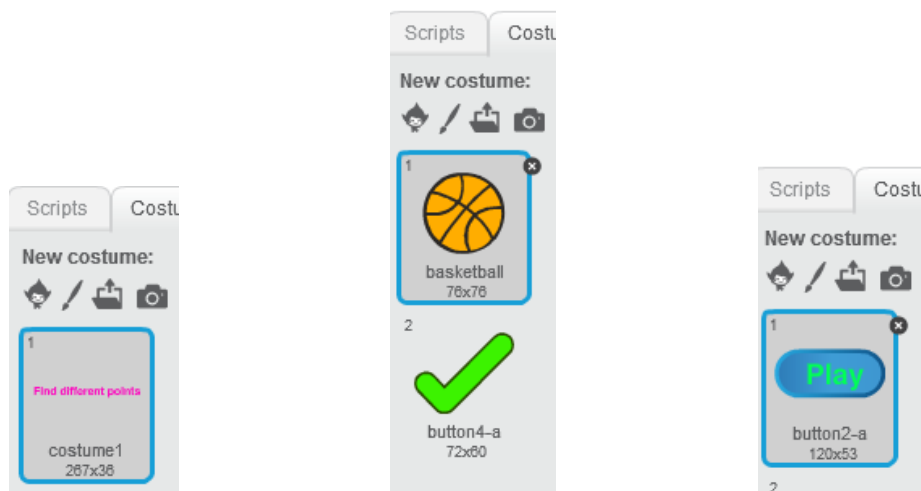 Scripts Costu
New costume:
1
Find different points
costume1
267x36
Scripts Costu
New costume:
1
basketball
76x76
2
button4-a
72x60
Scripts Costu
New costume:
1
Play
button2-a
120x53
2